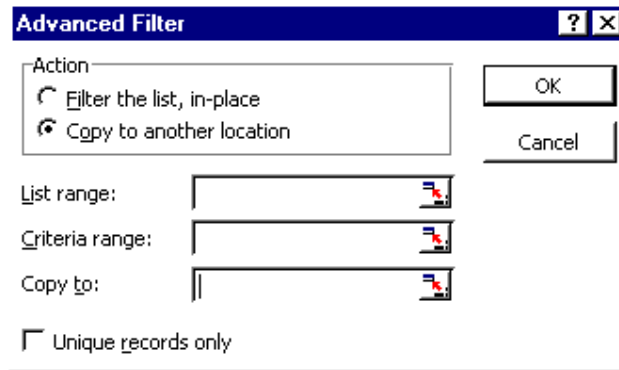 Advanced Filter ? X
Action
Filter the list, in-place
Copy to another location
OK
Cancel
List range:
Criteria range:
Copy to:
Unique records only